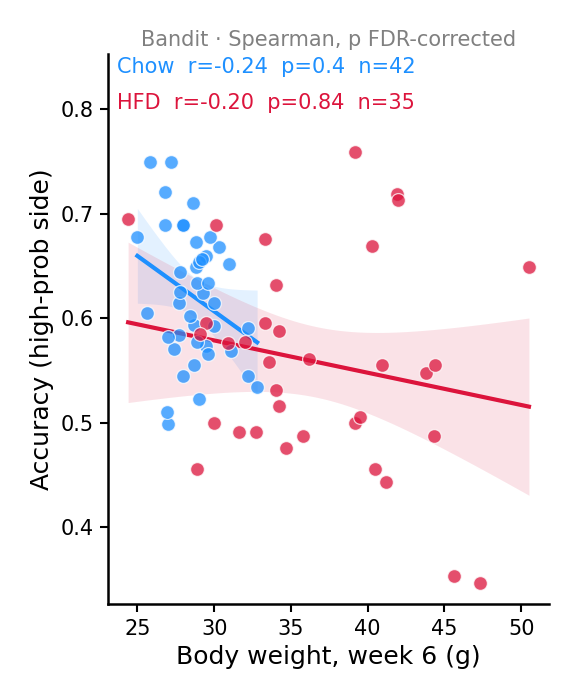 Bandit · Spearman, p FDR-corrected
Chow r=-0.24 p=0.4 n=42
HFD r=-0.20 p=0.84 n=35
0.8
0.7
0.6
0.5
0.4
Accuracy (high-prob side)
25 30 35 40 45 50
Body weight, week 6 (g)